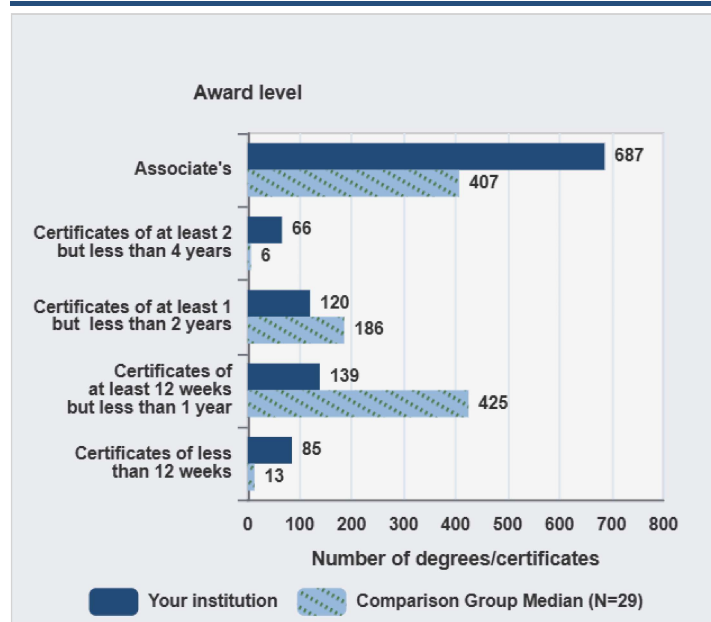 Award level
Associate's
687
407
Certificates of at least 2
but less than 4 years
66
6
Certificates of at least 1
but less than 2 years
120
186
Certificates of
at least 12 weeks
but less than 1 year
139
425
Certificates of less
than 12 weeks
85
13
0 100 200 300 400 500 600 700 800
Number of degrees/certificates
Your institution Comparison Group Median (N=29)